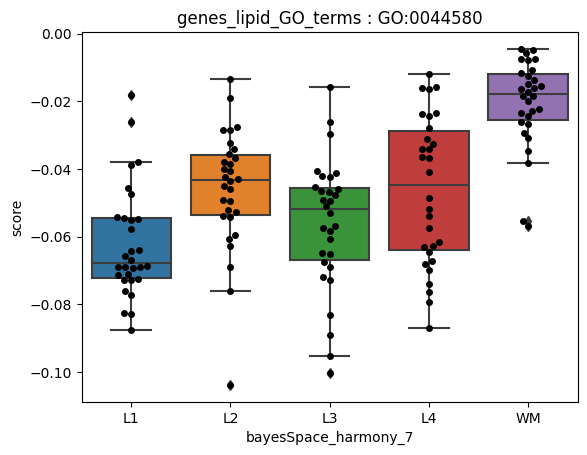 genes_lipid_GO_terms : GO:0044580
0.00
−0.02
−0.04
−0.06
−0.08
−0.10
score
L1 L2 L3 L4 WM
bayesSpace_harmony_7